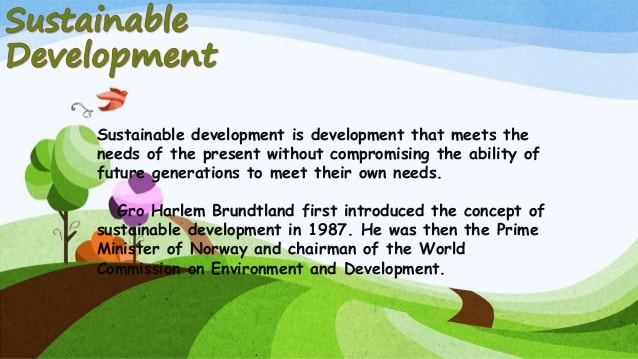 Sustainable
Development
Sustainable development is development that meets the
needs of the present without compromising the ability of
future generations to meet their own needs.
Gro Harlem Brundtland first introduced the concept of
sustainable development in 1987. He was then the Prime
Minister of Norway and chairman of the World
Commission on Environment and Development.